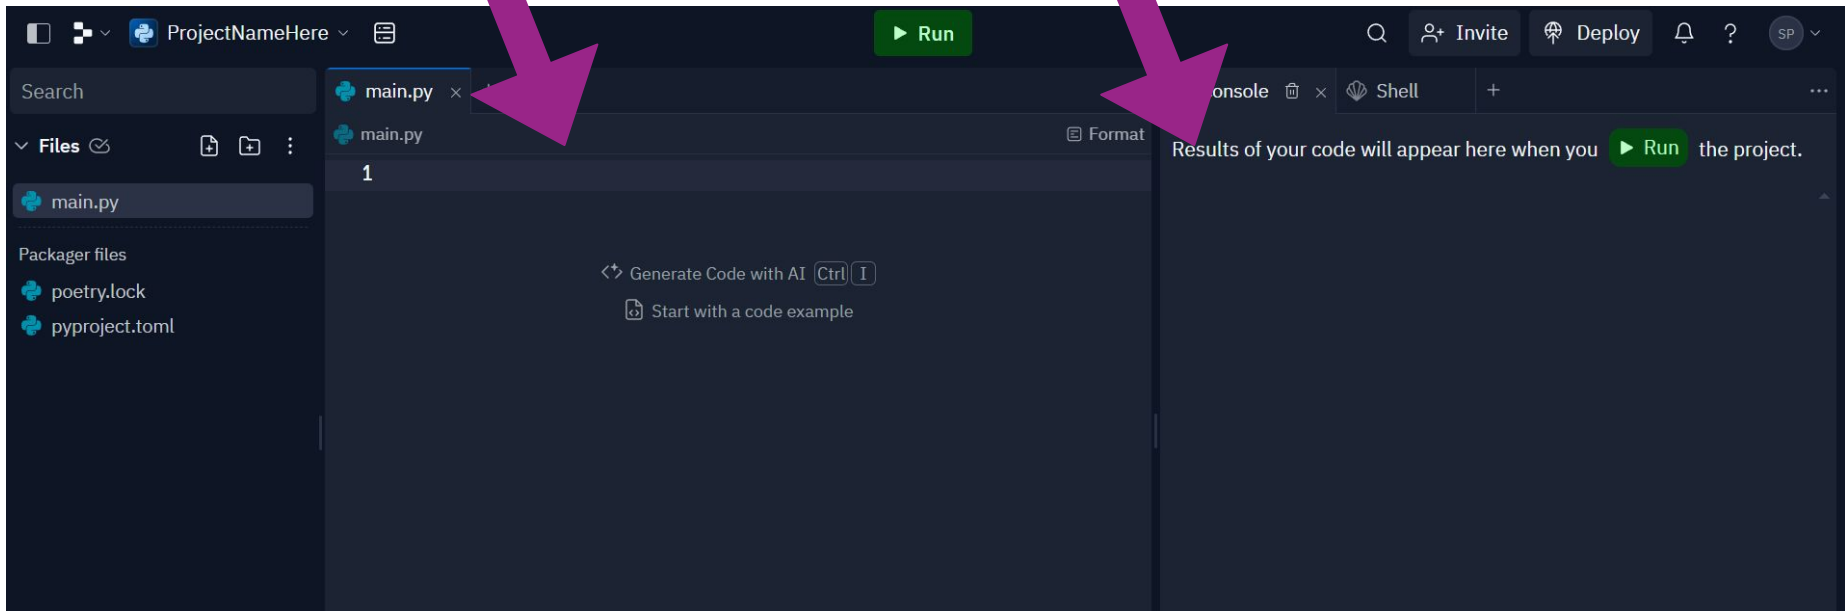 ProjectNameHere
Run
Invite
Deploy
SP
Search
main.py
onsole
Shell
Files
main.py
Format
Results of your code will appear here when you Run the project.
1
main.py
Packager files
Generate Code with AI Ctrl I
poetry.lock
Start with a code example
pyproject.toml